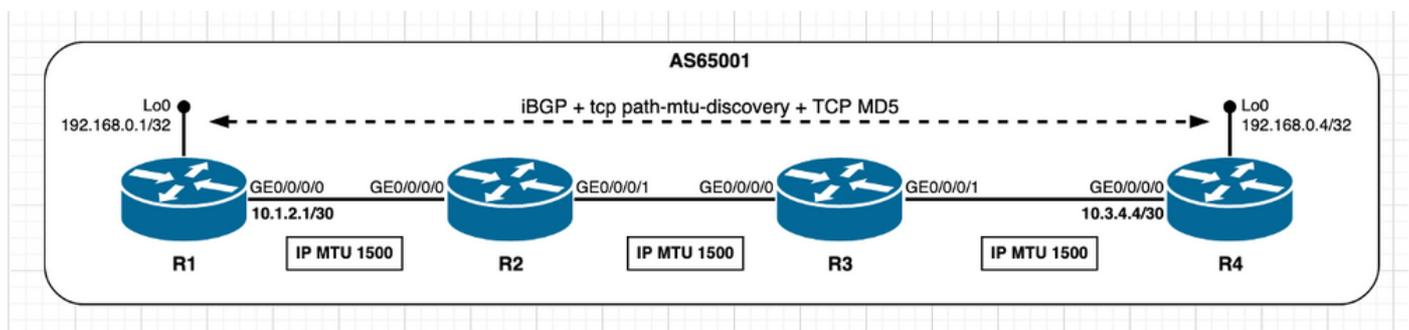 AS65001
iBGP + tcp path-mtu-discovery + TCP MD5
Lo0
192.168.0.1/32
Lo0
192.168.0.4/32
GE0/0/0/0
GE0/0/0/0
GE0/0/0/1
GE0/0/0/0
GE0/0/0/1
GE0/0/0/0
10.1.2.1/30
10.3.4.4/30
IP MTU 1500
IP MTU 1500
IP MTU 1500
R1
R2
R3
R4